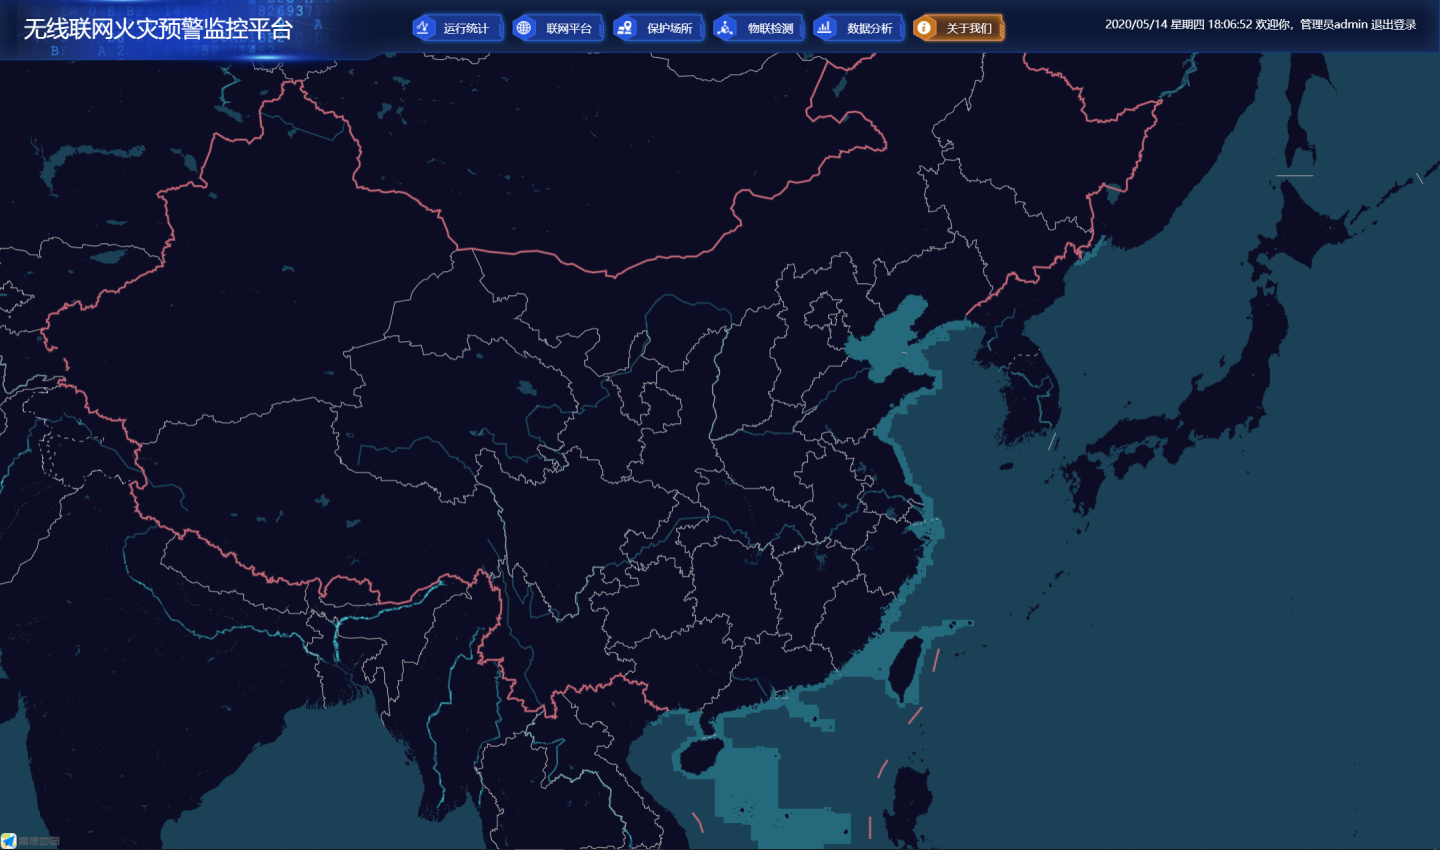 无线联网火灾预警监控平台
运行统计
联网平台
保护场所
物联检测
数据分析
关于我们
2020/05/14 星期四 18:06:52 欢迎你，管理员admin 退出登录
高德地图